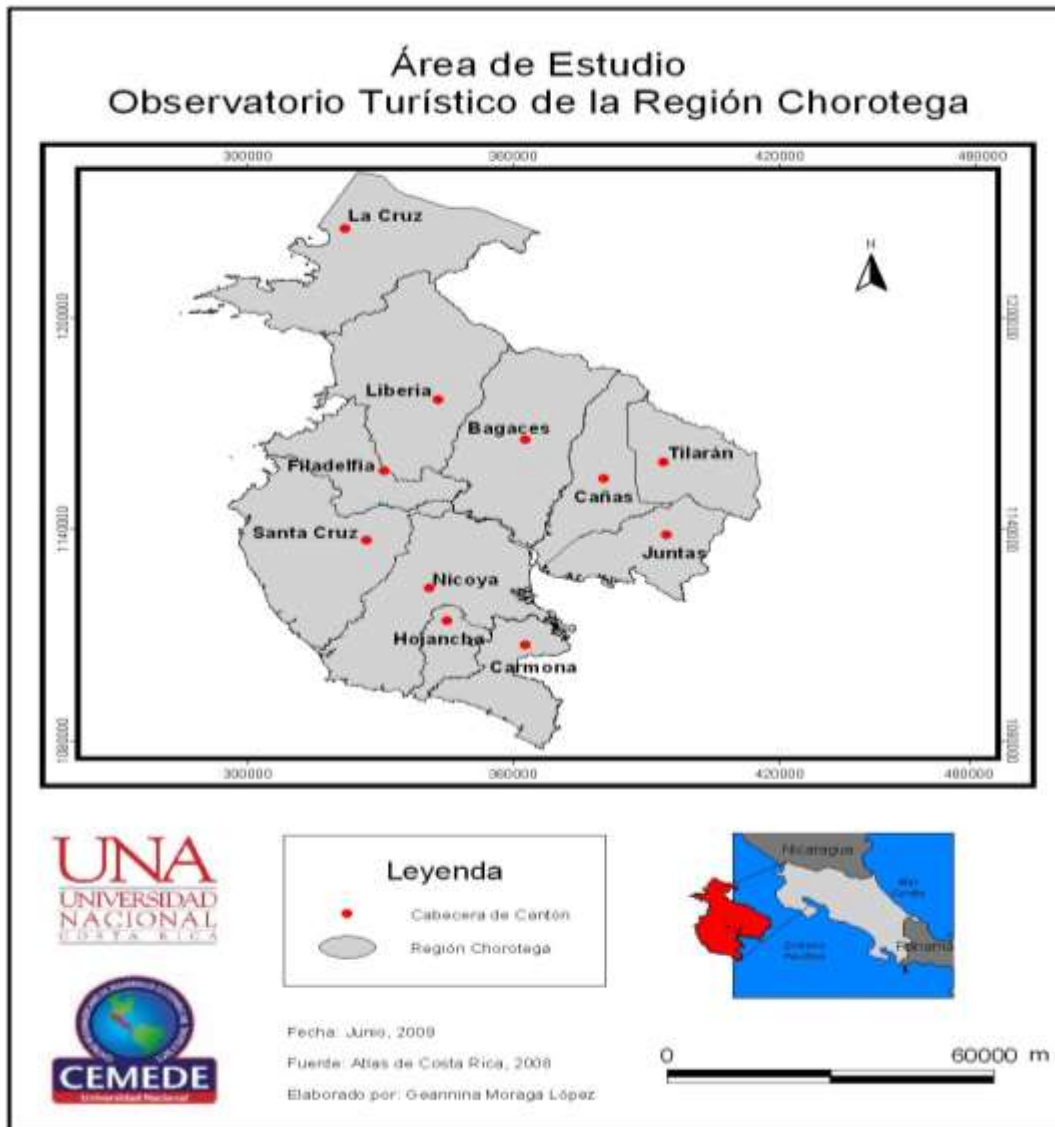 Área de Estudio
Observatorio Turístico de la Región Chorotega
300000 360000 420000 480000
N
La Cruz
1200000 1200000
Liberia
Bagaces
Filadelfia
Tilarán
Cañas
1140000 1140000
Santa Cruz
Juntas
Nicoya
Hojancha
Carmona
1080000 1080000
300000 360000 420000 480000
UNA
UNIVERSIDAD
NACIONAL
COSTA RICA
Leyenda
Cabecera de Cantón
Región Chorotega
Nicaragua
Panamá
CEMEDE
Universidad Nacional
Fecha: Junio, 2009
Fuente: Atlas de Costa Rica, 2008
Elaborado por: Geannina Moraga López
0 60000 m